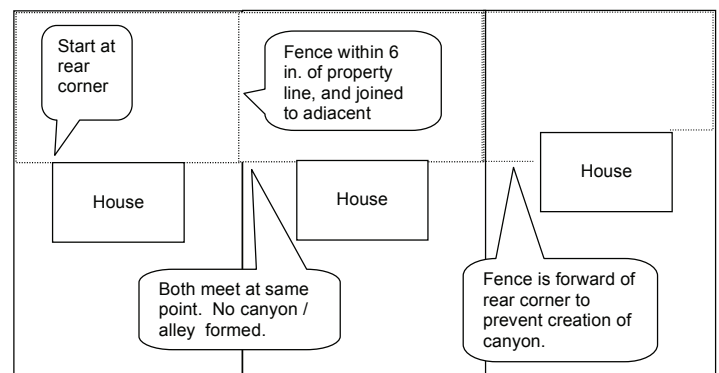 Start at
rear
corner
Fence within 6
in. of property
line, and joined
to adjacent
House
House
House
Both meet at same
point.  No canyon /
alley  formed.
Fence is forward of
rear corner to
prevent creation of
canyon.